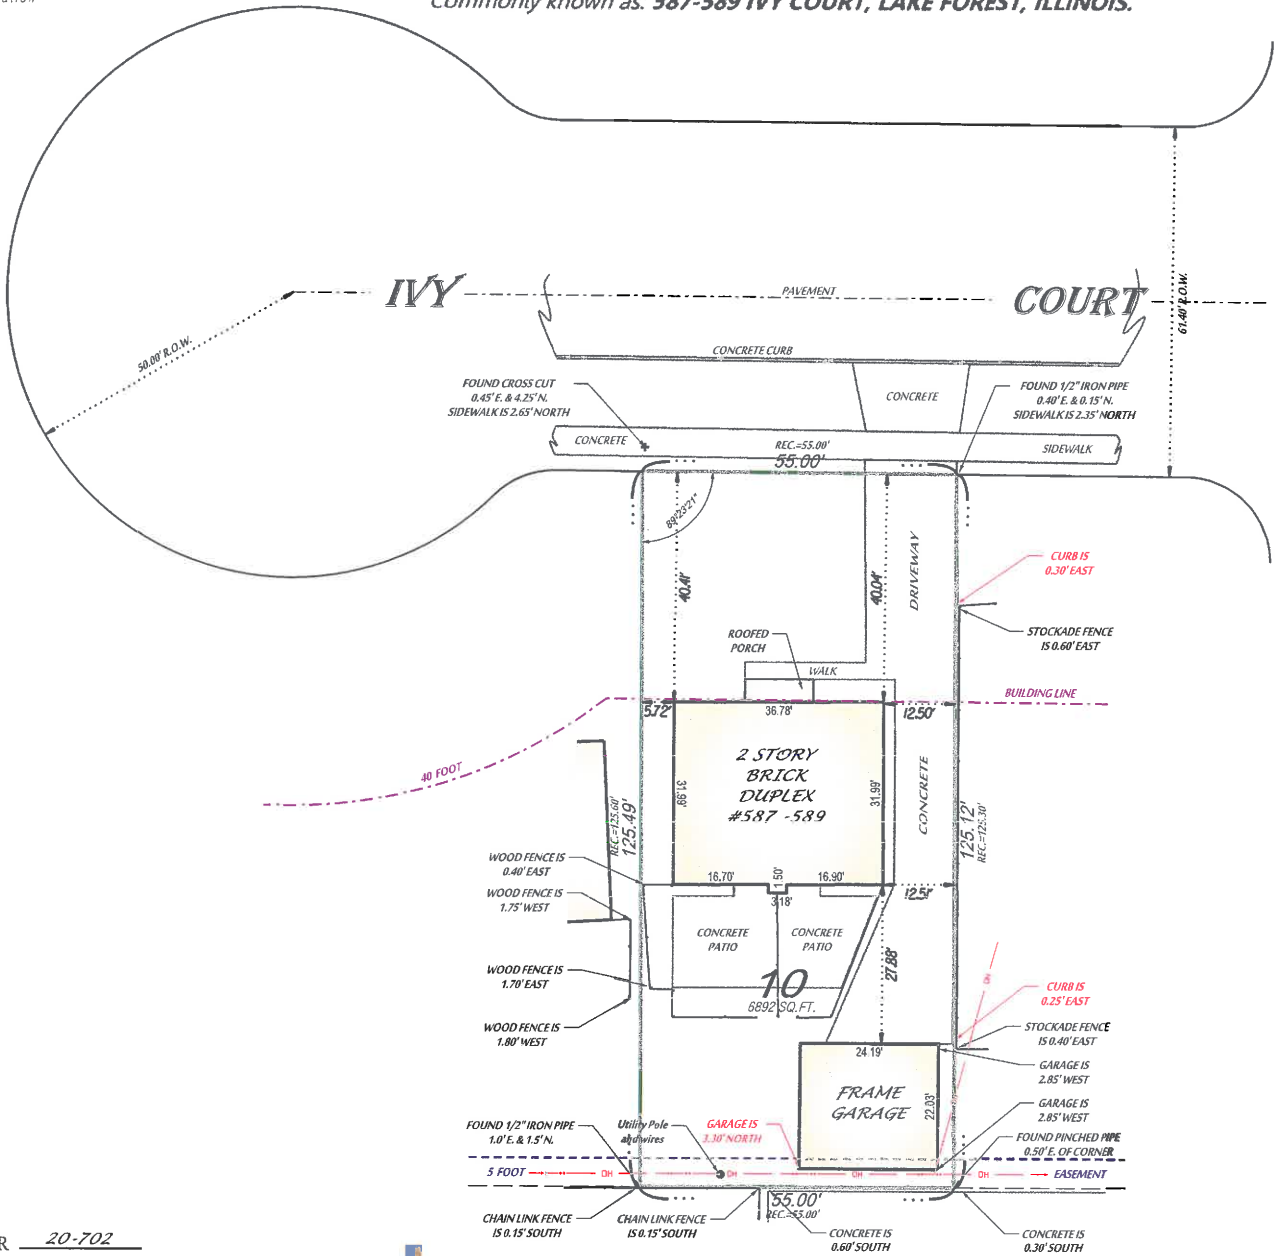 Commonly known as: 587-589 IVY COURT, LAKE FOREST, ILLINOIS.
IVY
COURT
PAVEMENT
61.40' R.O.W.
50.00' R.O.W.
CONCRETE CURB
FOUND CROSS CUT
0.45' E. & 4.25' N.
SIDEWALK IS 2.65' NORTH
CONCRETE
FOUND 1/2" IRON PIPE
0.40' E. & 0.15' N.
SIDEWALK IS 2.35' NORTH
CONCRETE
REC.=55.00'
SIDEWALK
55.00'
89°23'21"
40.41'
40.04'
DRIVEWAY
CURB IS
0.30' EAST
STOCKADE FENCE
IS 0.60' EAST
ROOFED
PORCH
WALK
BUILDING LINE
5.72'
36.78'
12.50'
40 FOOT
2 STORY
BRICK
DUPLEX
#587 -589
31.99'
31.99'
CONCRETE
REC.=125.60'
125.49'
125.12'
REC.=125.30'
WOOD FENCE IS
0.40' EAST
WOOD FENCE IS
1.75' WEST
16.70'
1.50'
16.90'
3.18'
12.51'
CONCRETE
PATIO
CONCRETE
PATIO
27.88'
10
6892 SQ.FT.
WOOD FENCE IS
1.70' EAST
WOOD FENCE IS
1.80' WEST
OH
CURB IS
0.25' EAST
STOCKADE FENCE
IS 0.40' EAST
24.19'
GARAGE IS
2.85' WEST
FRAME
GARAGE
22.03'
GARAGE IS
2.85' WEST
FOUND 1/2" IRON PIPE
1.0' E. & 1.5' N.
Utility Pole
and wires
GARAGE IS
3.30' NORTH
FOUND PINCHED PIPE
0.50' E. OF CORNER
5 FOOT
OH
OH
OH
OH
EASEMENT
55.00'
REC.=55.00'
CHAIN LINK FENCE
IS 0.15' SOUTH
CHAIN LINK FENCE
IS 0.15' SOUTH
CONCRETE IS
0.60' SOUTH
CONCRETE IS
0.30' SOUTH
R 20-702